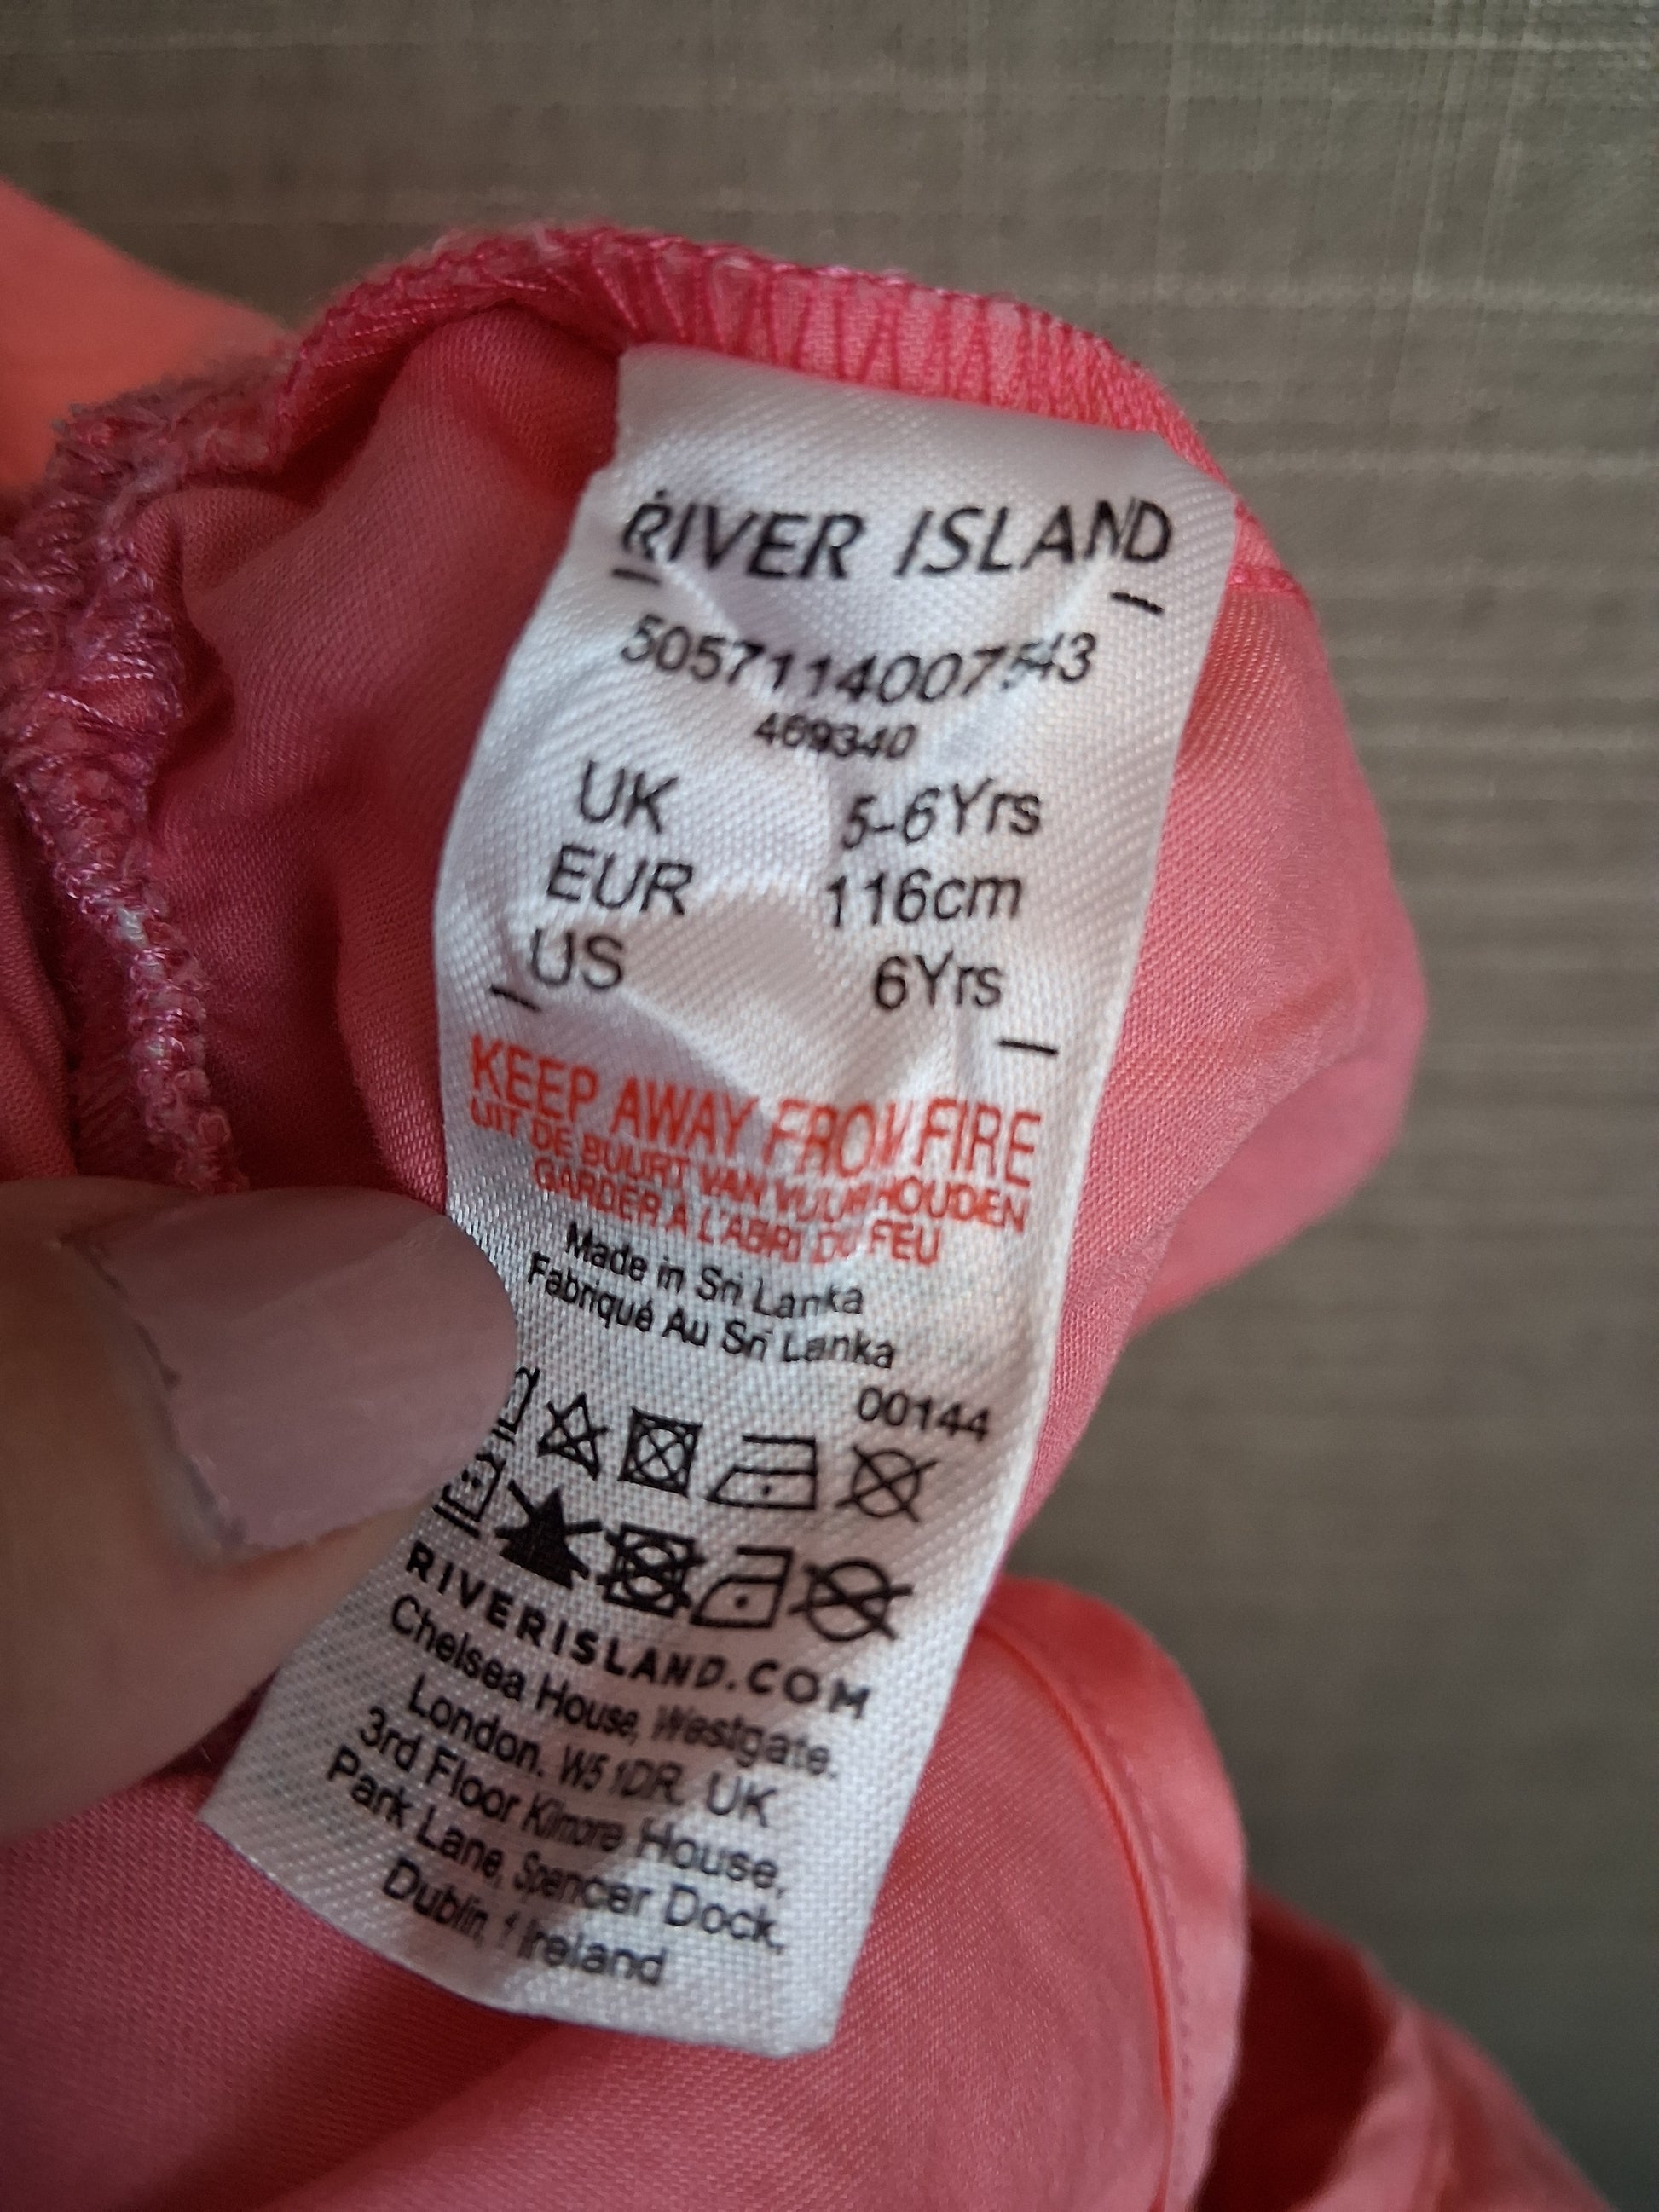 RIVER ISLAND
5057114007543
469340
UK 5-6Yrs
EUR 116cm
US 6Yrs
KEEP AWAY FROM FIRE
UIT DE BUURT VAN VUUR HOUDEN
GARDER A L'ABRI DU FEU
Made in Sri Lanka
Fabriqué Au Sri Lanka
00144
RIVERISLAND.COM
Chelsea House, Westgate.
London. W5 1DR. UK
3rd Floor Kilmore House,
Park Lane, Spencer Dock,
Dublin 1 Ireland